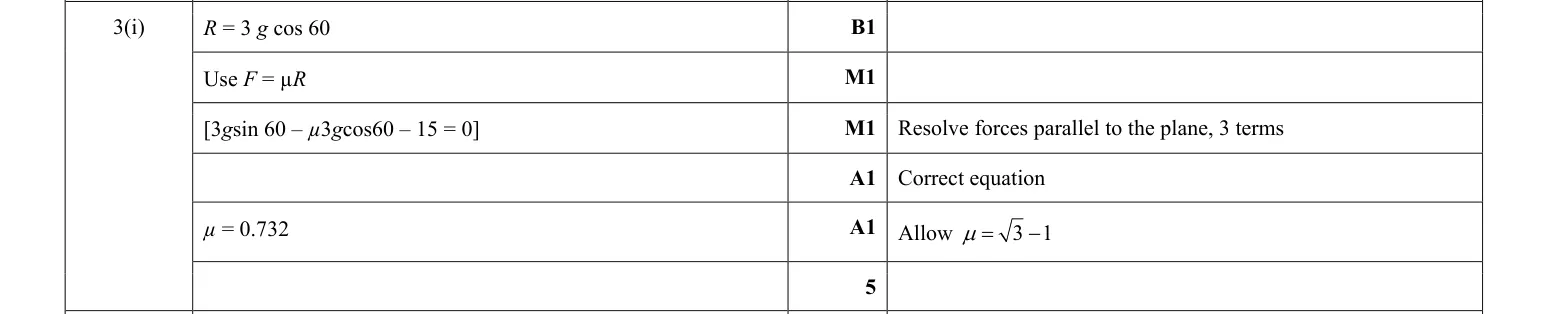 3(i) R = 3 g cos 60 B1
Use F = μR M1
[3gsin 60 – μ3gcos60 – 15 = 0] M1 Resolve forces parallel to the plane, 3 terms
A1 Correct equation
μ = 0.732 A1 Allow μ = √3 −1
5